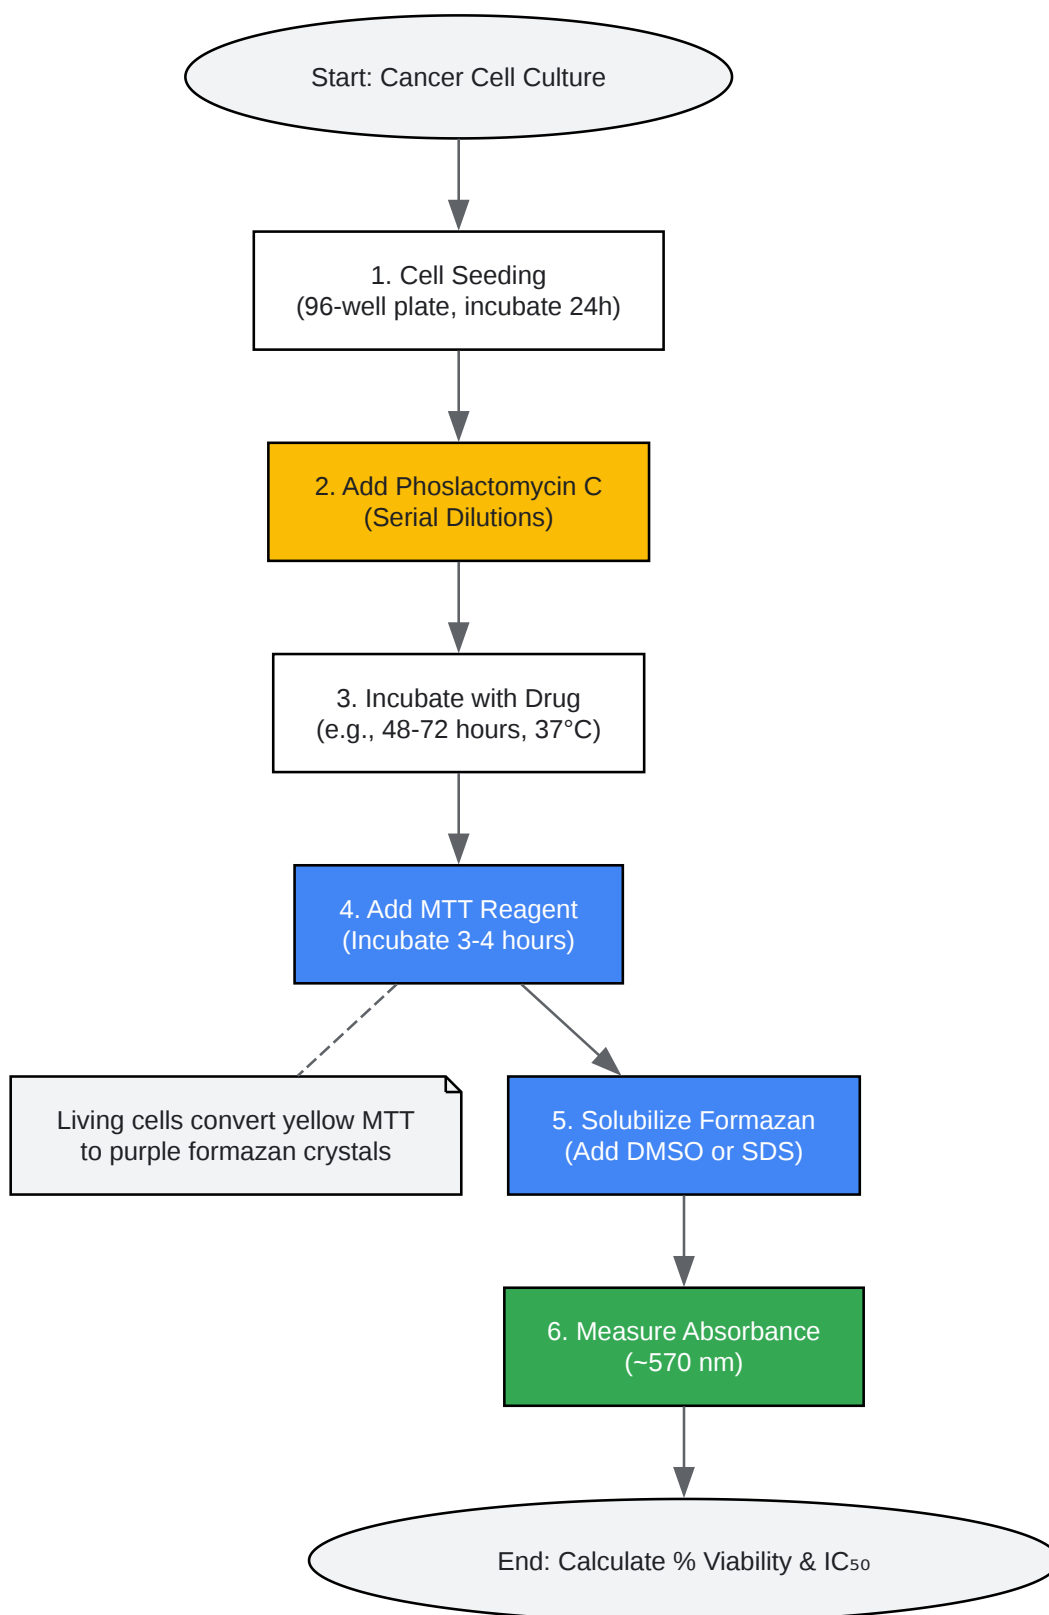 Start: Cancer Cell Culture
1. Cell Seeding
(96-well plate, incubate 24h)
2. Add Phoslactomycin C
(Serial Dilutions)
3. Incubate with Drug
(e.g., 48-72 hours, 37°C)
4. Add MTT Reagent
(Incubate 3-4 hours)
Living cells convert yellow MTT
to purple formazan crystals
5. Solubilize Formazan
(Add DMSO or SDS)
6. Measure Absorbance
(~570 nm)
End: Calculate % Viability & IC₅₀